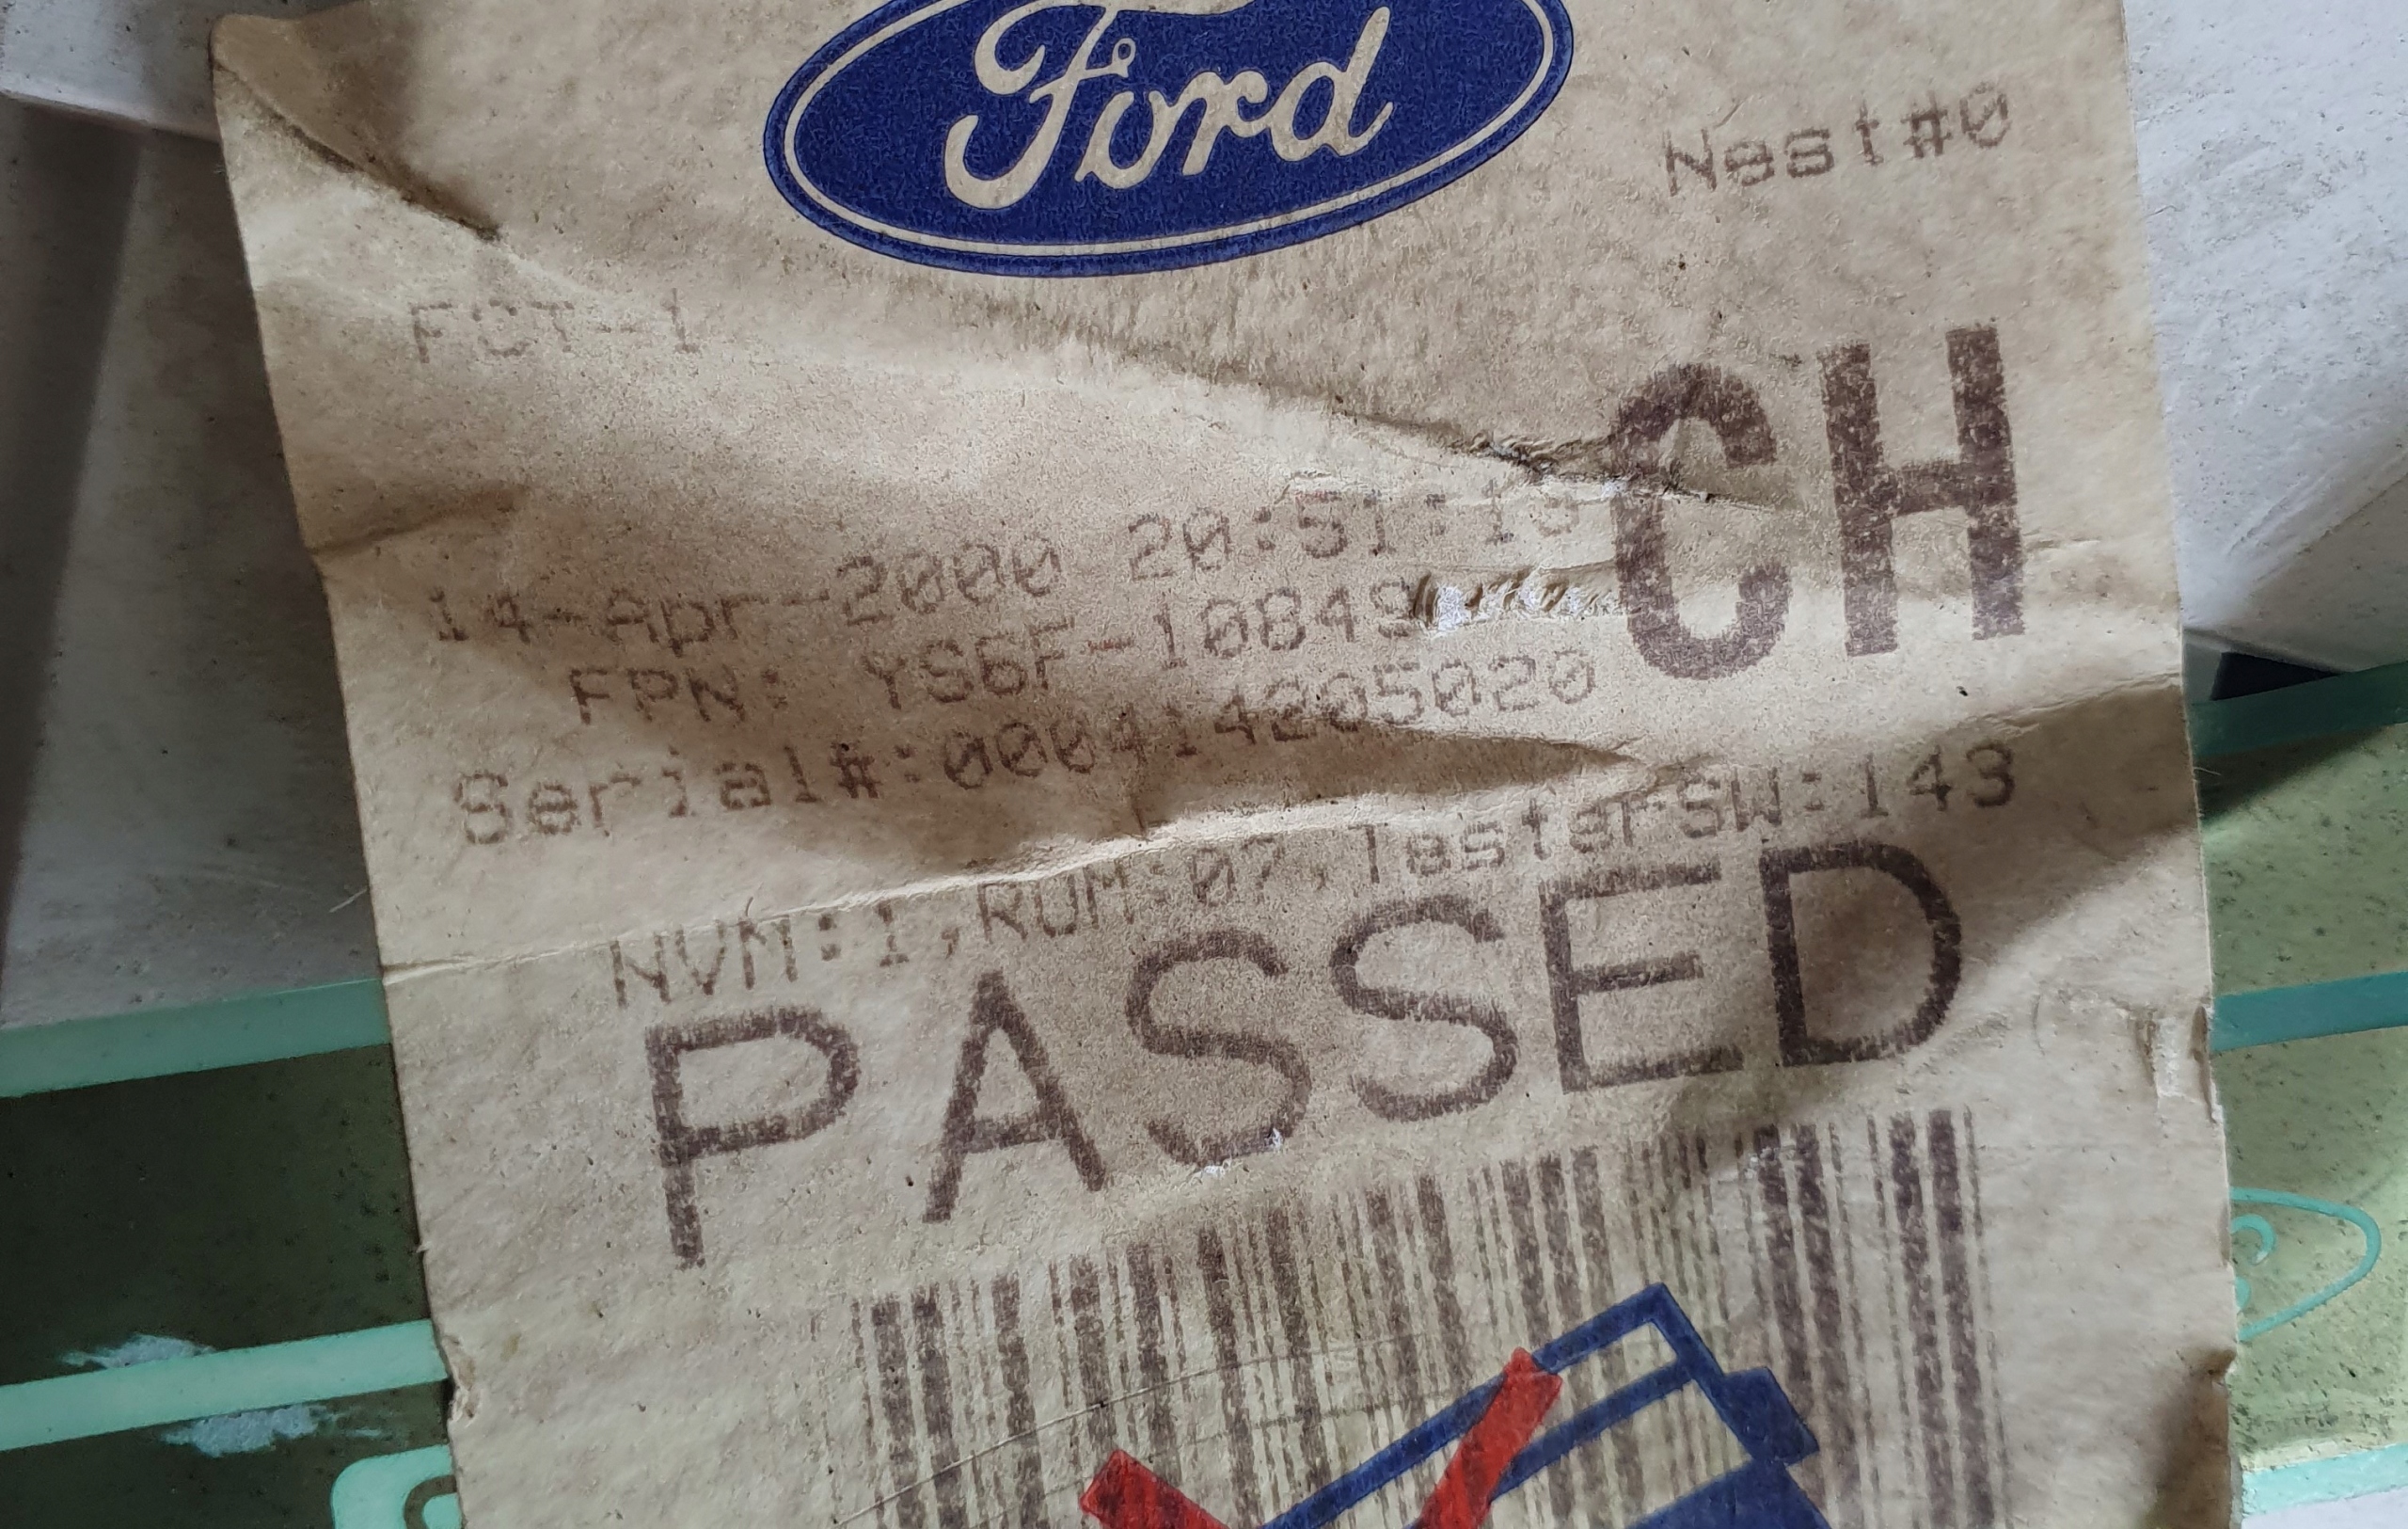 Ford
Nest#0
FCT-1
CH
14-Apr-2000 20:51:19
FPN: YS6F-10849
Serial#:000414205020
NVM:1,ROM:07,TesterSW:143
PASSED